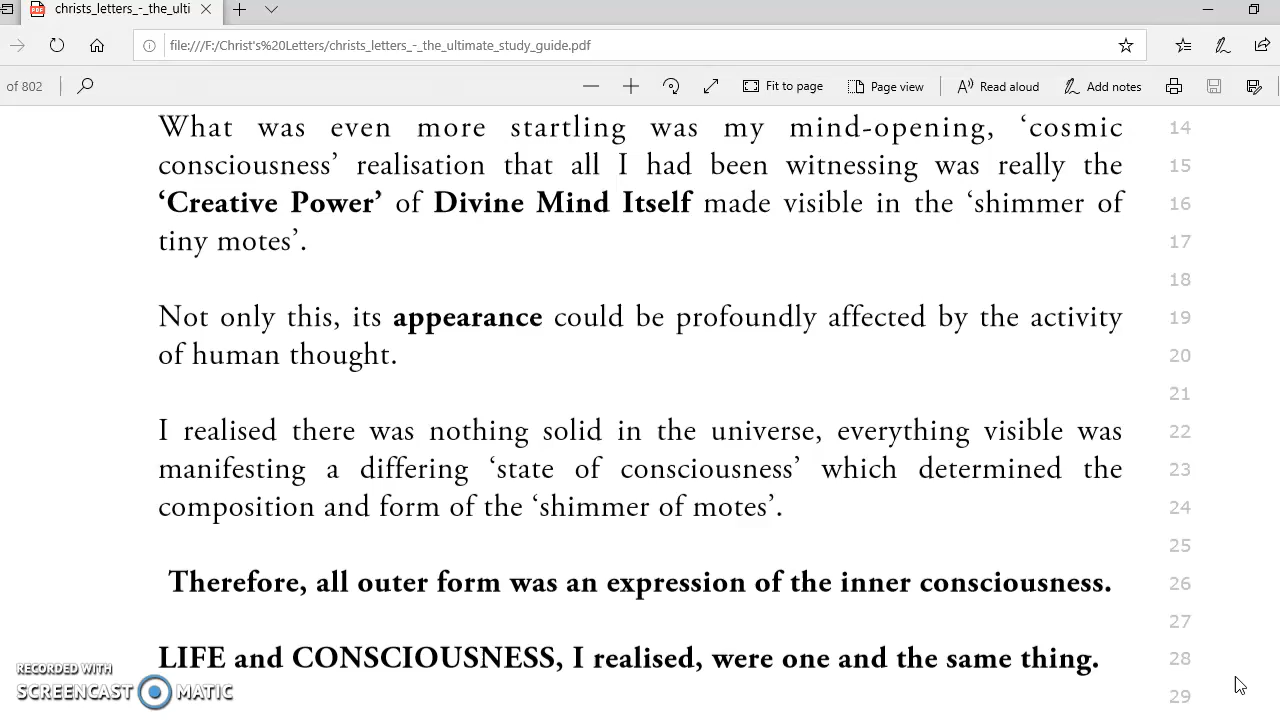 christs_letters_-_the_ulti
file:///F:/Christ's%20Letters/christs_letters_-_the_ultimate_study_guide.pdf
of 802 Fit to page Page view Read aloud Add notes
What was even more startling was my mind-opening, ‘cosmic 14
consciousness’ realisation that all I had been witnessing was really the 15
‘Creative Power’ of Divine Mind Itself made visible in the ‘shimmer of 16
tiny motes’. 17
18
Not only this, its appearance could be profoundly affected by the activity 19
of human thought. 20
21
I realised there was nothing solid in the universe, everything visible was 22
manifesting a differing ‘state of consciousness’ which determined the 23
composition and form of the ‘shimmer of motes’. 24
25
Therefore, all outer form was an expression of the inner consciousness. 26
27
LIFE and CONSCIOUSNESS, I realised, were one and the same thing. 28
29
RECORDED WITH
SCREENCAST MATIC